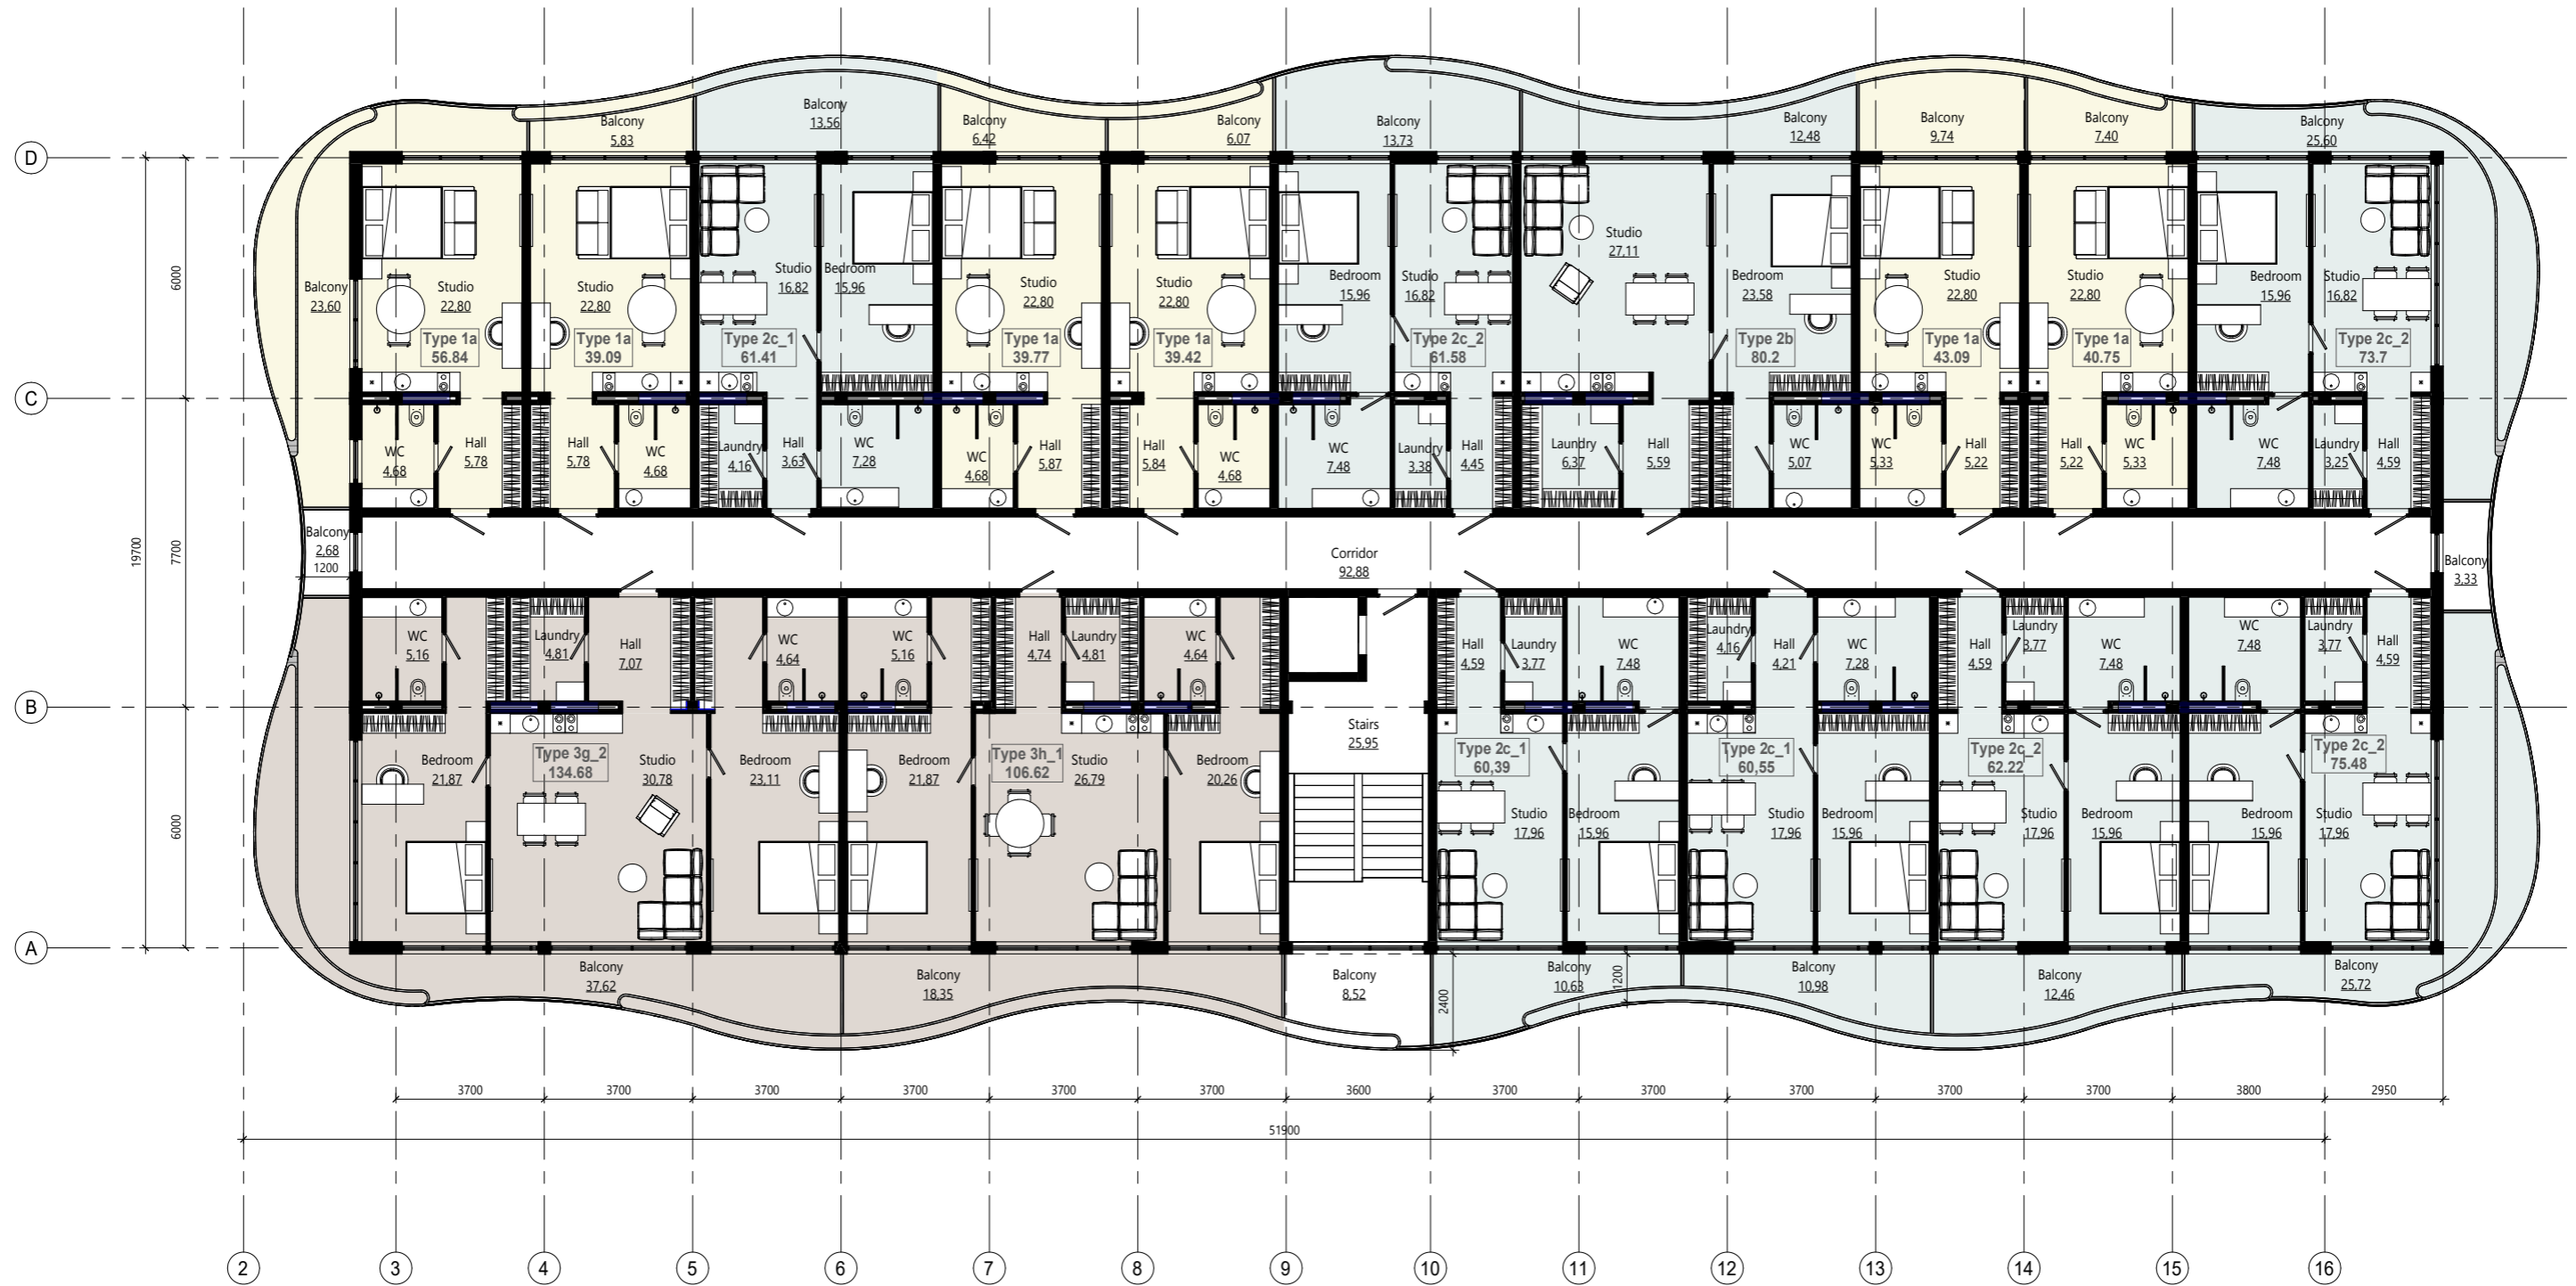 Balcony
5,83
Balcony
13,56
Balcony
6,42
Balcony
6,07
Balcony
13,73
Balcony
12,48
Balcony
9,74
Balcony
7,40
Balcony
25,60
D
Balcony
23,60
Studio
22,80
Type 1a
56.84
Studio
22,80
Type 1a
39.09
Studio
16,82
Type 2c_1
61.41
Bedroom
15,96
Studio
22,80
Type 1a
39.77
Studio
22,80
Type 1a
39.42
Bedroom
15,96
Studio
16,82
Type 2c_2
61.58
Studio
27,11
Bedroom
23,58
Type 2b
80.2
Studio
22,80
Type 1a
43.09
Studio
22,80
Type 1a
40.75
Bedroom
15,96
Studio
16,82
Type 2c_2
73.7
6000
C
WC
4,68
Hall
5,78
Hall
5,78
WC
4,68
Laundry
4,16
Hall
3,63
WC
7,28
WC
4,68
Hall
5,87
Hall
5,84
WC
4,68
WC
7,48
Laundry
3,38
Hall
4,45
Laundry
6,37
Hall
5,59
WC
5,07
WC
5,33
Hall
5,22
Hall
5,22
WC
5,33
WC
7,48
Laundry
3,25
Hall
4,59
19700
7700
Balcony
2,68
1200
Corridor
92,88
Balcony
3,33
WC
5,16
Laundry
4,81
Hall
7,07
WC
4,64
WC
5,16
Hall
4,74
Laundry
4,81
WC
4,64
Hall
4,59
Laundry
3,77
WC
7,48
Laundry
4,16
Hall
4,21
WC
7,28
Hall
4,59
Laundry
3,77
WC
7,48
WC
7,48
Laundry
3,77
Hall
4,59
B
Stairs
25,95
Bedroom
21,87
Type 3g_2
134.68
Studio
30,78
Bedroom
23,11
Bedroom
21,87
Type 3h_1
106.62
Studio
26,79
Bedroom
20,26
Type 2c_1
60,39
Type 2c_1
60,55
Type 2c_2
62.22
Type 2c_2
75.48
Studio
17,96
Bedroom
15,96
Studio
17,96
Bedroom
15,96
Studio
17,96
Bedroom
15,96
Bedroom
15,96
Studio
17,96
6000
A
Balcony
37,62
Balcony
18,35
Balcony
8,52
2400
Balcony
10,63
1200
Balcony
10,98
Balcony
12,46
Balcony
25,72
3700
3700
3700
3700
3700
3700
3600
3700
3700
3700
3700
3700
3800
2950
51900
2
3
4
5
6
7
8
9
10
11
12
13
14
15
16